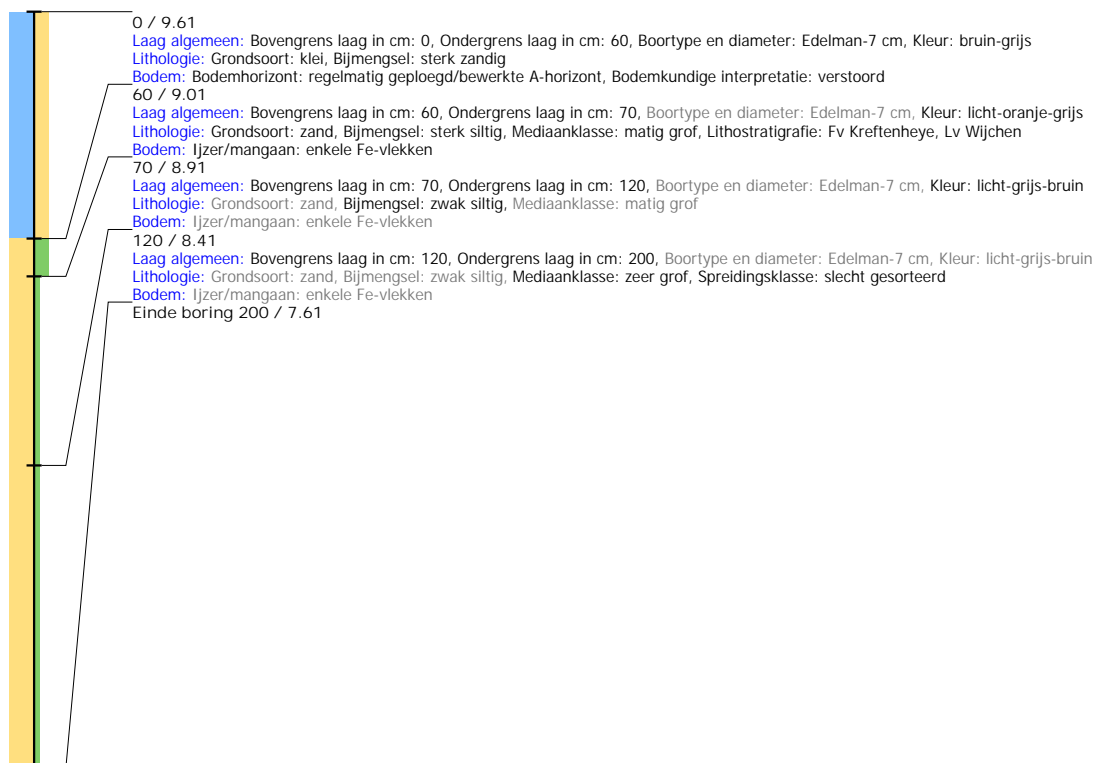 0 / 9.61
Laag algemeen: Bovengrens laag in cm: 0, Ondergrens laag in cm: 60, Boortype en diameter: Edelman-7 cm, Kleur: bruin-grijs
Lithologie: Grondsoort: klei, Bijmengsel: sterk zandig
Bodem: Bodemhorizont: regelmatig geploegd/bewerkte A-horizont, Bodemkundige interpretatie: verstoord
60 / 9.01
Laag algemeen: Bovengrens laag in cm: 60, Ondergrens laag in cm: 70, Boortype en diameter: Edelman-7 cm, Kleur: licht-oranje-grijs
Lithologie: Grondsoort: zand, Bijmengsel: sterk siltig, Mediaanklasse: matig grof, Lithostratigrafie: Fv Kreftenheye, Lv Wijchen
Bodem: Ijzer/mangaan: enkele Fe-vlekken
70 / 8.91
Laag algemeen: Bovengrens laag in cm: 70, Ondergrens laag in cm: 120, Boortype en diameter: Edelman-7 cm, Kleur: licht-grijs-bruin
Lithologie: Grondsoort: zand, Bijmengsel: zwak siltig, Mediaanklasse: matig grof
Bodem: Ijzer/mangaan: enkele Fe-vlekken
120 / 8.41
Laag algemeen: Bovengrens laag in cm: 120, Ondergrens laag in cm: 200, Boortype en diameter: Edelman-7 cm, Kleur: licht-grijs-bruin
Lithologie: Grondsoort: zand, Bijmengsel: zwak siltig, Mediaanklasse: zeer grof, Spreidingsklasse: slecht gesorteerd
Bodem: Ijzer/mangaan: enkele Fe-vlekken
Einde boring 200 / 7.61